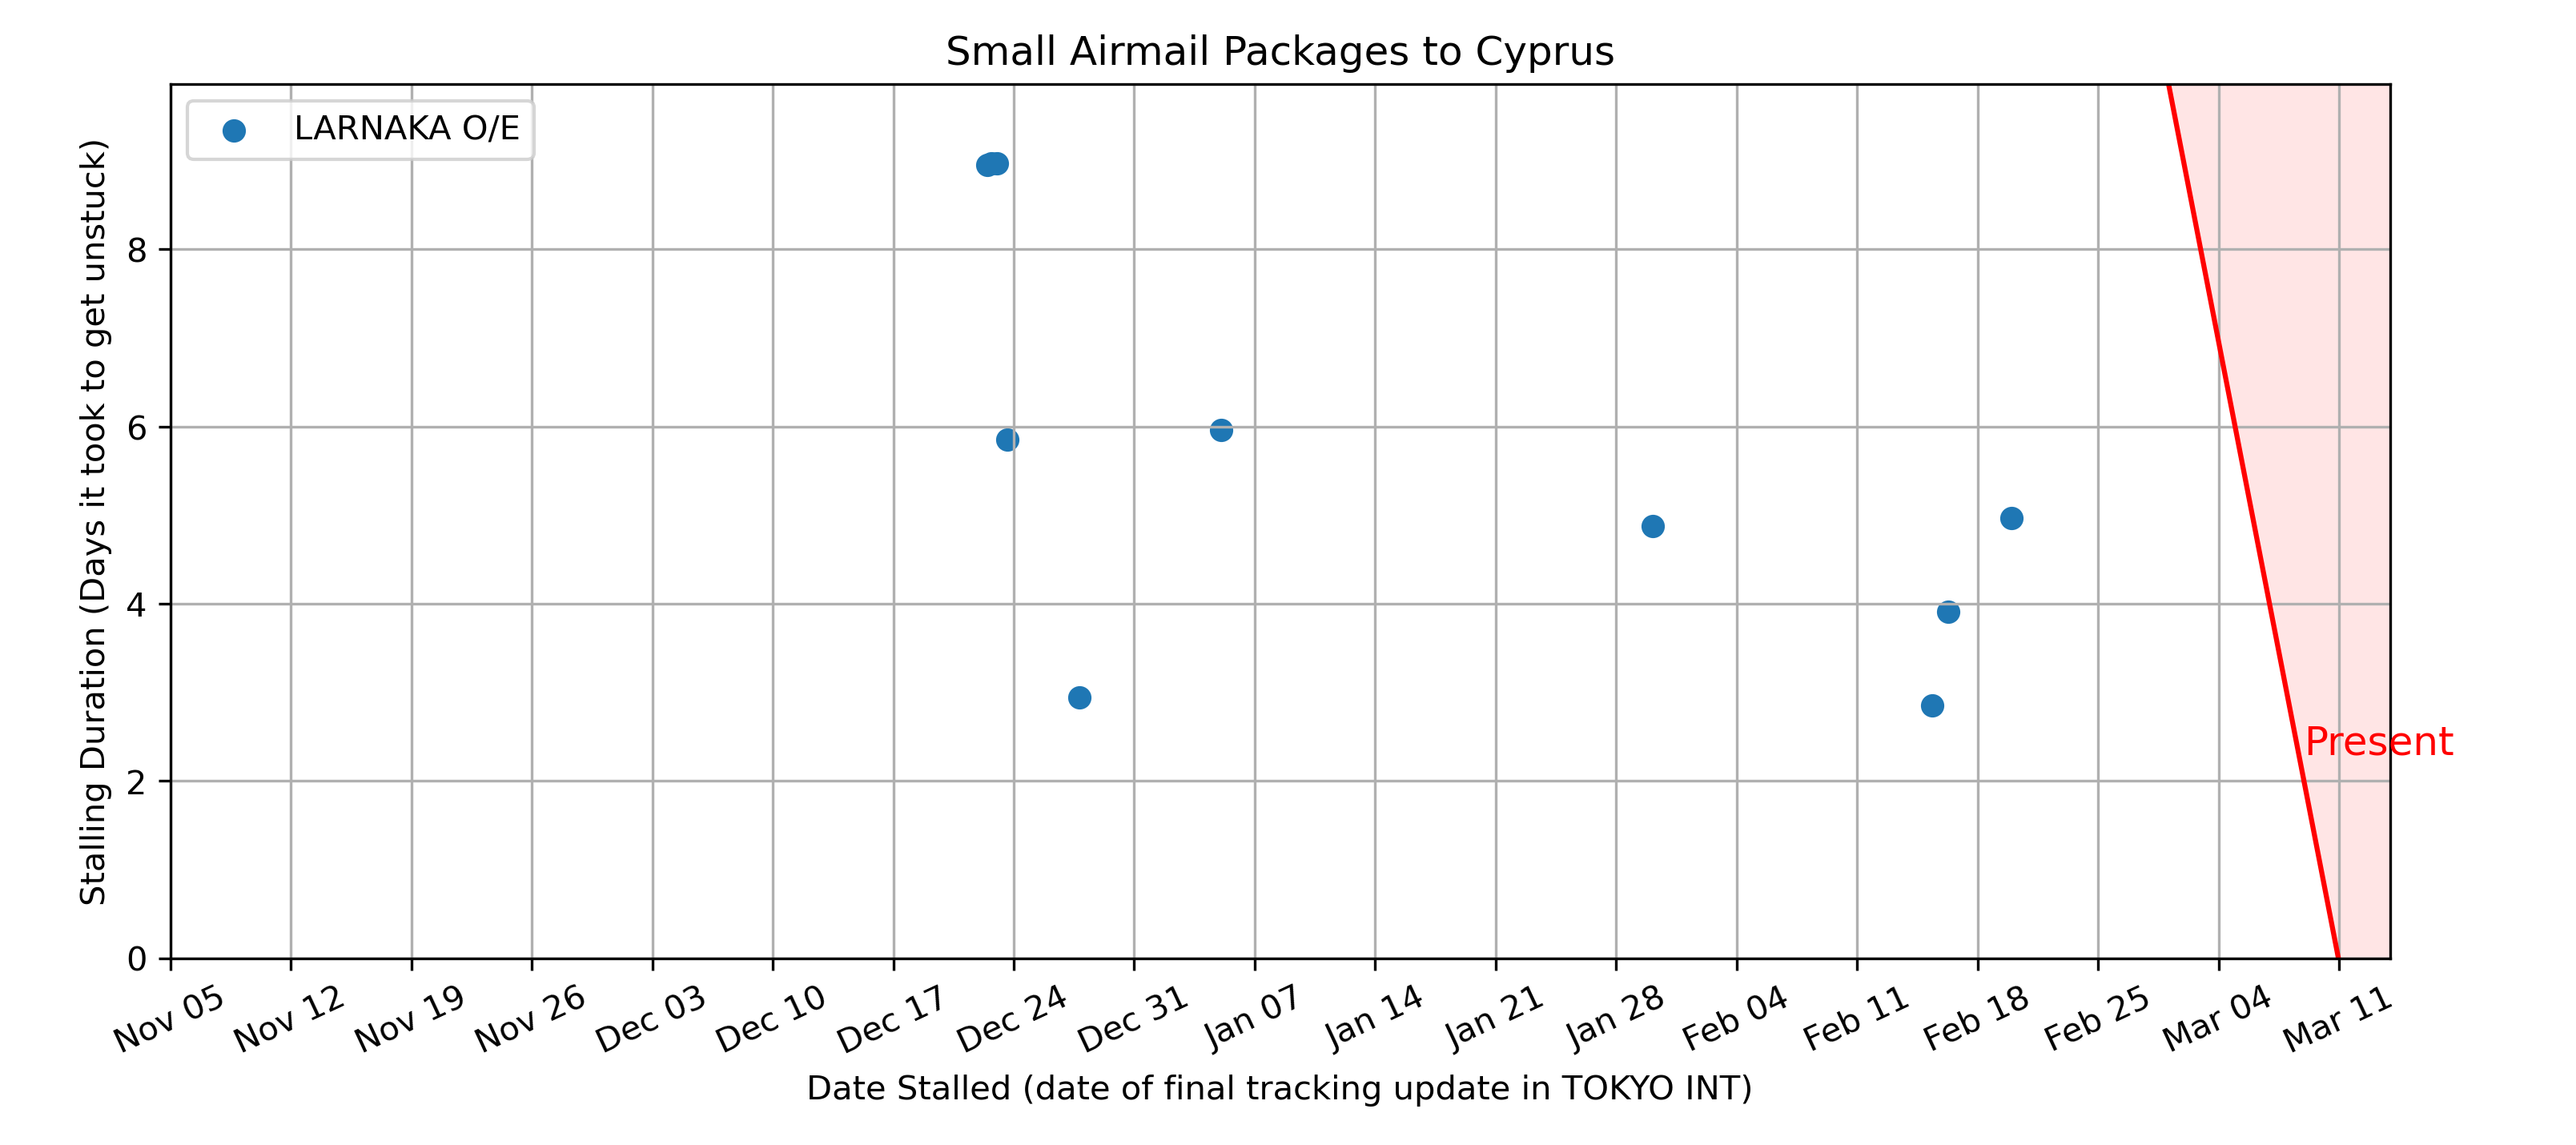 Small Airmail Packages to Cyprus
LARNAKA O/E
Stalling Duration (Days it took to get unstuck)
8
6
4
2
0
Present
Nov 05 Nov 12 Nov 19 Nov 26 Dec 03 Dec 10 Dec 17 Dec 24 Dec 31 Jan 07 Jan 14 Jan 21 Jan 28 Feb 04 Feb 11 Feb 18 Feb 25 Mar 04 Mar 11
Date Stalled (date of final tracking update in TOKYO INT)